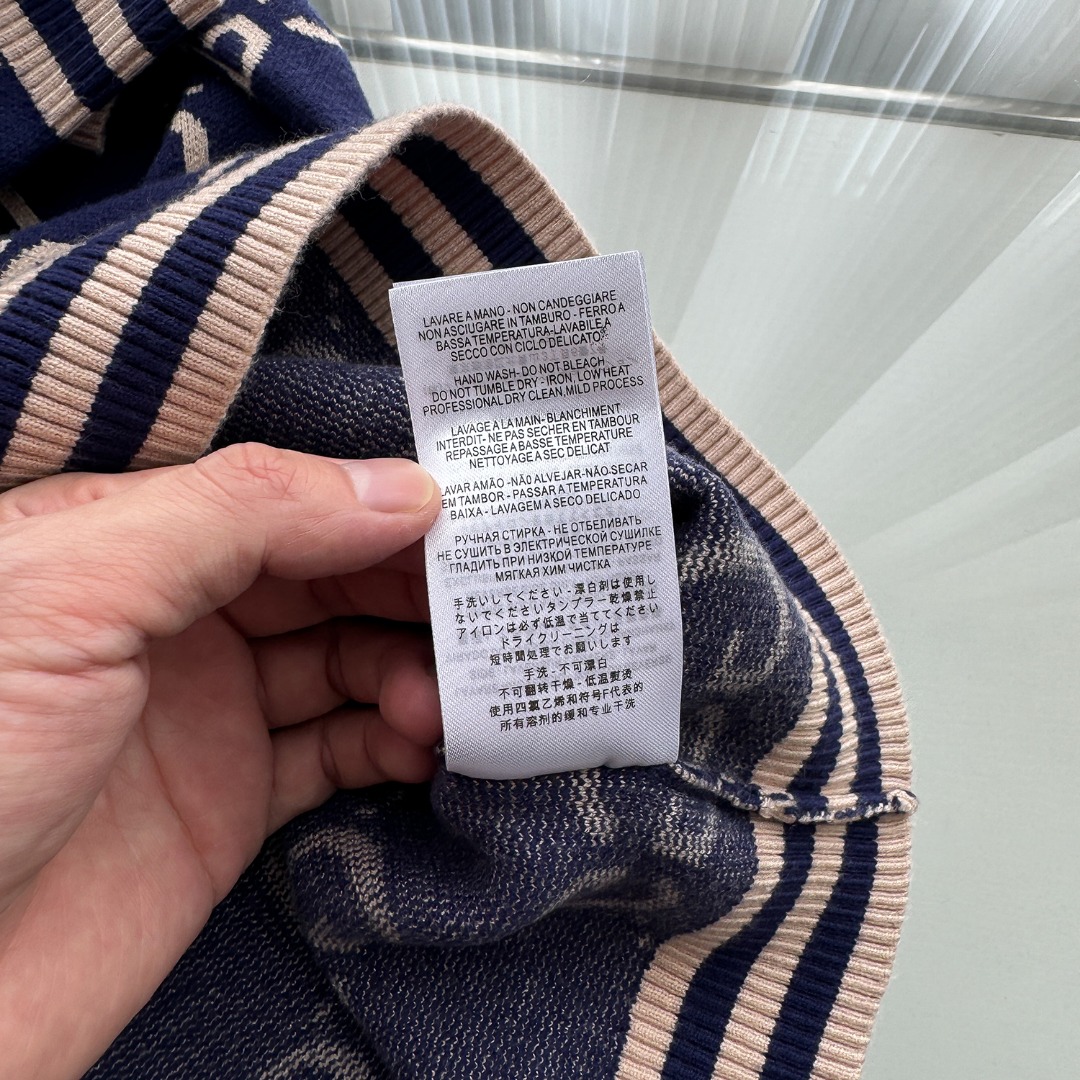 LAVARE A MANO - NON CANDEGGIARE
NON ASCIUGARE IN TAMBURO - FERRO A
BASSA TEMPERATURA-LAVABILE A
SECCO CON CICLO DELICATO
HAND WASH- DO NOT BLEACH
DO NOT TUMBLE DRY - IRON, LOW HEAT
PROFESSIONAL DRY CLEAN, MILD PROCESS
LAVAGE A LA MAIN- BLANCHIMENT
INTERDIT- NE PAS SECHER EN TAMBOUR
REPASSAGE A BASSE TEMPERATURE
NETTOYAGE A SEC DELICAT
LAVAR AMÃO -NÃO ALVEJAR-NÃO-SECAR
EM TAMBOR - PASSAR A TEMPERATURA
BAIXA - LAVAGEM A SECO DELICADO
РУЧНАЯ СТИРКА - НЕ ОТБЕЛИВАТЬ
НЕ СУШИТЬ В ЭЛЕКТРИЧЕСКОЙ СУШИЛКЕ
ГЛАДИТЬ ПРИ НИЗКОЙ ТЕМПЕРАТУРЕ
МЯГКАЯ ХИМ ЧИСТКА
手洗いしてください - 漂白剤は使用し
ないでくださいタンブラー乾燥禁止
アイロンは必ず低温で当ててください
ドライクリーニングは
短時間処理でお願いします
手洗 - 不可漂白
不可翻转干燥 - 低温熨烫
使用四氯乙烯和符号F代表的
所有溶剂的缓和专业干洗